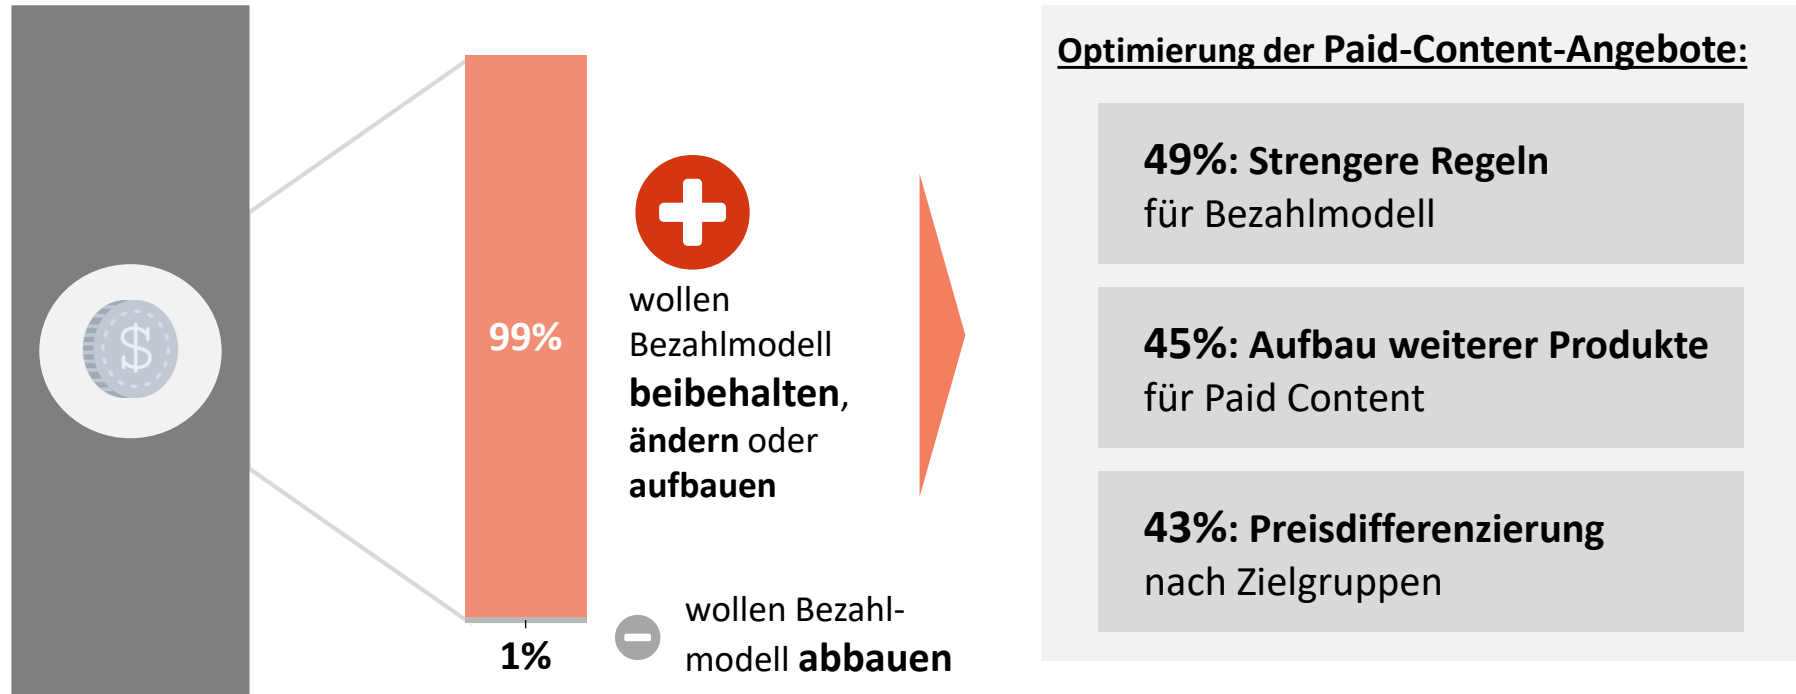 99%
1%
wollen
Bezahlmodell
beibehalten,
ändern oder
aufbauen
wollen Bezahl-
modell abbauen
Optimierung der Paid-Content-Angebote:
49%: Strengere Regeln
für Bezahlmodell
45%: Aufbau weiterer Produkte
für Paid Content
43%: Preisdifferenzierung
nach Zielgruppen
$